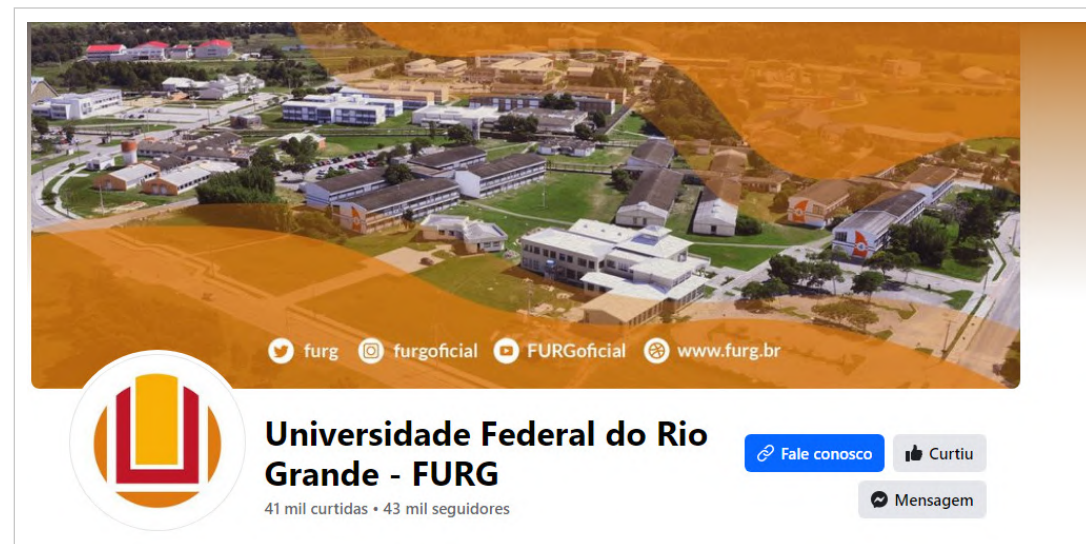 furg furgoficial FURGoficial www.furg.br
Universidade Federal do Rio
Grande - FURG
41 mil curtidas • 43 mil seguidores
Fale conosco
Curtiu
Mensagem